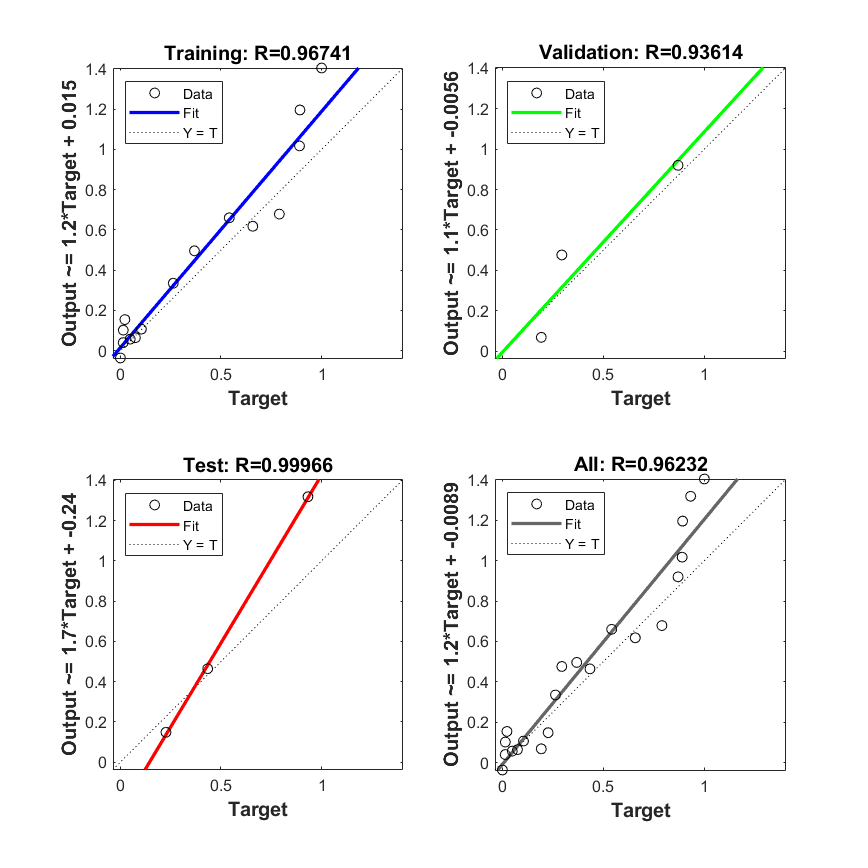 Training: R=0.96741
Output ~= 1.2*Target + 0.015
1.4
1.2
1
0.8
0.6
0.4
0.2
0
Data
Fit
Y = T
0
0.5
1
Target
Validation: R=0.93614
Output ~= 1.1*Target + -0.0056
1.4
1.2
1
0.8
0.6
0.4
0.2
0
Data
Fit
Y = T
0
0.5
1
Target
Test: R=0.99966
Output ~= 1.7*Target + -0.24
1.4
1.2
1
0.8
0.6
0.4
0.2
0
Data
Fit
Y = T
0
0.5
1
Target
All: R=0.96232
Output ~= 1.2*Target + -0.0089
1.4
1.2
1
0.8
0.6
0.4
0.2
0
Data
Fit
Y = T
0
0.5
1
Target